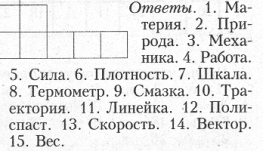 Ответы. 1. Ма-
терия. 2. При-
рода. 3. Меха-
ника. 4. Работа.
5. Сила. 6. Плотность. 7. Шкала.
8. Термометр. 9. Смазка. 10. Тра-
ектория. 11. Линейка. 12. Поли-
спаст. 13. Скорость. 14. Вектор.
15. Вес.